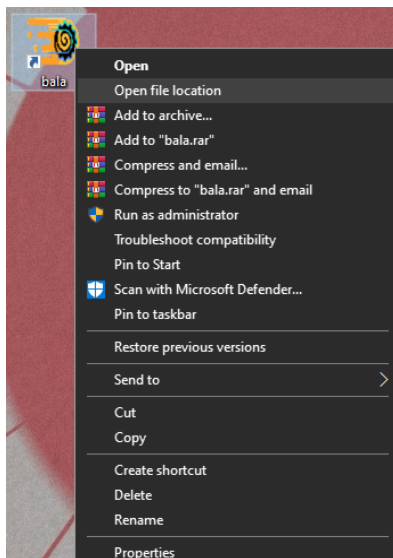 bala
Open
Open file location
Add to archive...
Add to "bala.rar"
Compress and email...
Compress to "bala.rar" and email
Run as administrator
Troubleshoot compatibility
Pin to Start
Scan with Microsoft Defender...
Pin to taskbar
Restore previous versions
Send to
Cut
Copy
Create shortcut
Delete
Rename
Properties